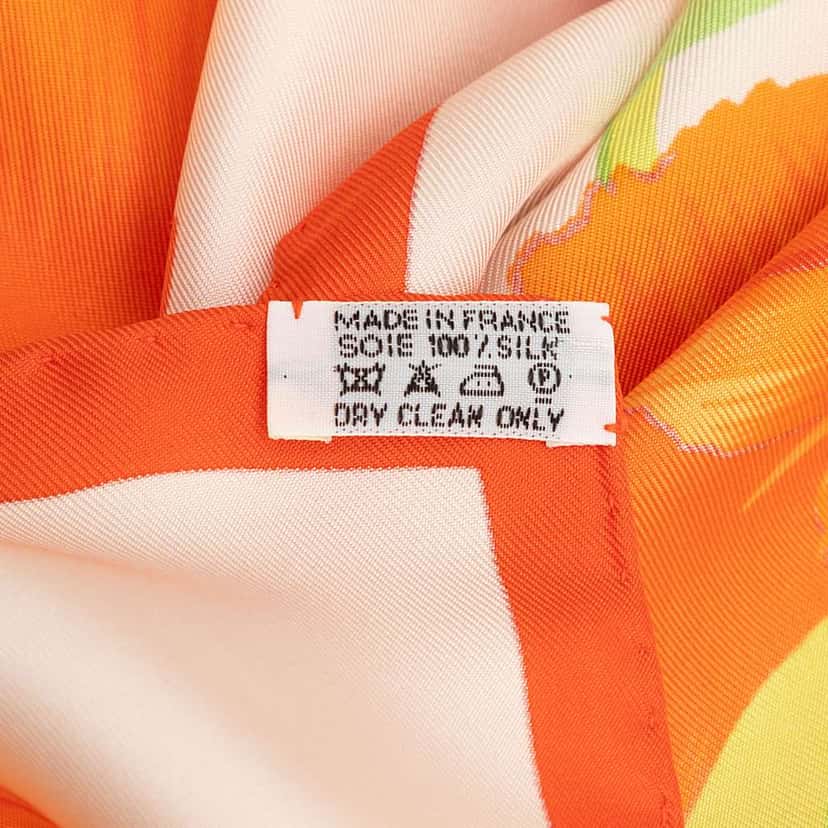 MADE IN FRANCE
SOIE 100% SILK
P
DRY CLEAN ONLY